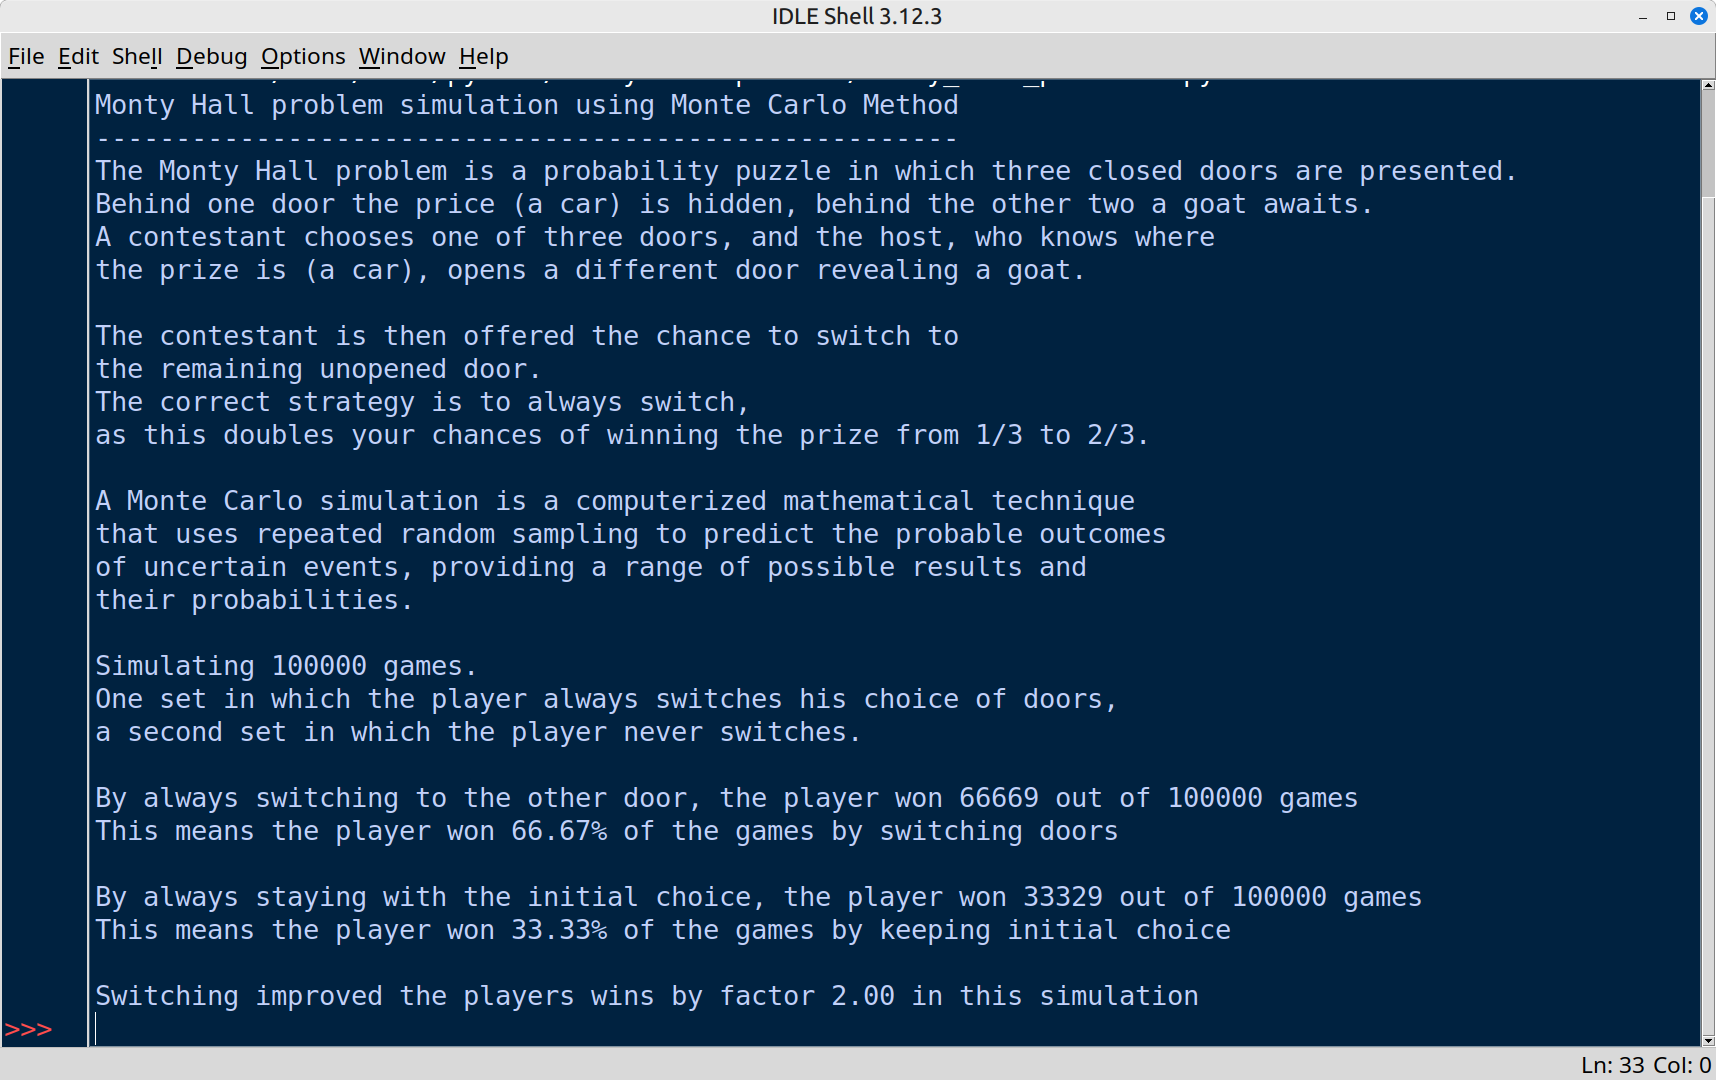 IDLE Shell 3.12.3
File Edit Shell Debug Options Window Help
Monty Hall problem simulation using Monte Carlo Method
------------------------------------------------------
The Monty Hall problem is a probability puzzle in which three closed doors are presented.
Behind one door the price (a car) is hidden, behind the other two a goat awaits.
A contestant chooses one of three doors, and the host, who knows where
the prize is (a car), opens a different door revealing a goat.
The contestant is then offered the chance to switch to
the remaining unopened door.
The correct strategy is to always switch,
as this doubles your chances of winning the prize from 1/3 to 2/3.
A Monte Carlo simulation is a computerized mathematical technique
that uses repeated random sampling to predict the probable outcomes
of uncertain events, providing a range of possible results and
their probabilities.
Simulating 100000 games.
One set in which the player always switches his choice of doors,
a second set in which the player never switches.
By always switching to the other door, the player won 66669 out of 100000 games
This means the player won 66.67% of the games by switching doors
By always staying with the initial choice, the player won 33329 out of 100000 games
This means the player won 33.33% of the games by keeping initial choice
Switching improved the players wins by factor 2.00 in this simulation
>>>
Ln: 33 Col: 0